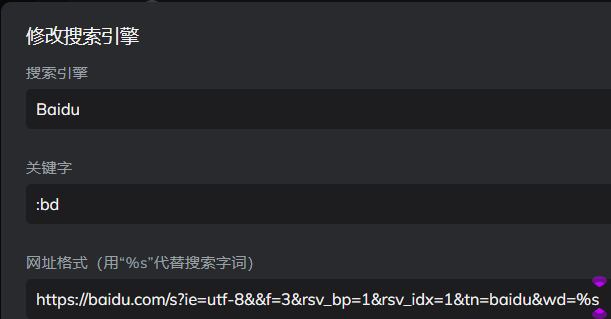 修改搜索引擎
搜索引擎
Baidu
关键字
:bd
网址格式（用“%s”代替搜索字词）
https://baidu.com/s?ie=utf-8&&f=3&rsv_bp=1&rsv_idx=1&tn=baidu&wd=%s